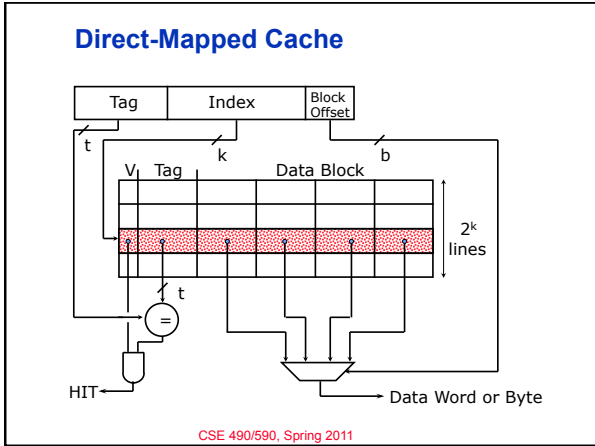 Direct-Mapped Cache
Tag Index Block Offset
t k b
V Tag Data Block
2ᵏ lines
t
=
HIT
Data Word or Byte
CSE 490/590, Spring 2011